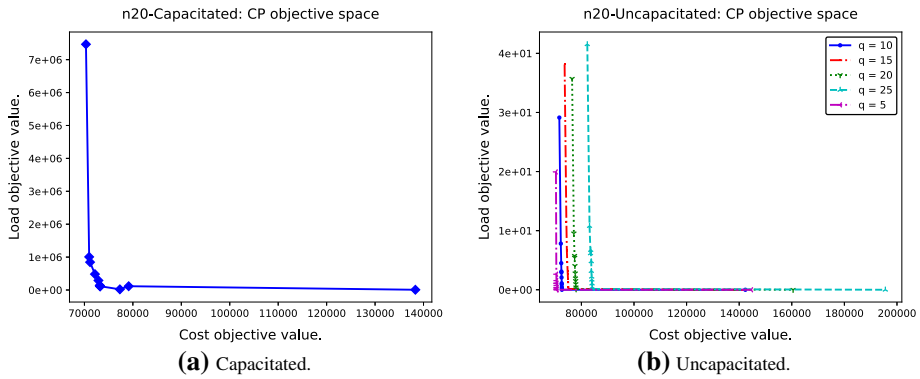 n20-Capacitated: CP objective space
Load objective value.
7e+06
6e+06
5e+06
4e+06
3e+06
2e+06
1e+06
0e+00
70000 80000 90000 100000 110000 120000 130000 140000
Cost objective value.
(a) Capacitated.
n20-Uncapacitated: CP objective space
Load objective value.
4e+01
3e+01
2e+01
1e+01
0e+00
q = 10
q = 15
q = 20
q = 25
q = 5
80000 100000 120000 140000 160000 180000 200000
Cost objective value.
(b) Uncapacitated.